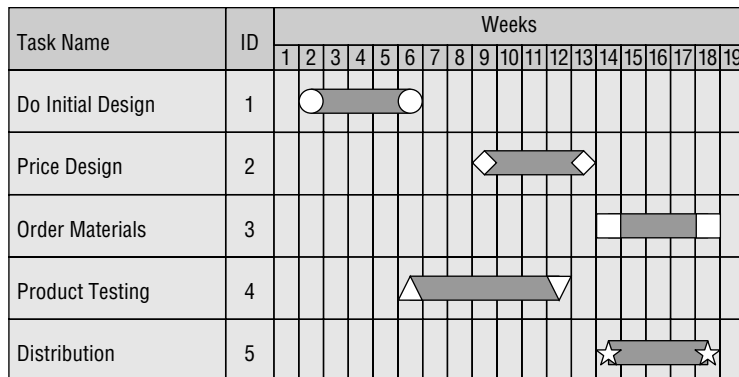 Task Name ID Weeks
1 2 3 4 5 6 7 8 9 10 11 12 13 14 15 16 17 18 19
Do Initial Design 1
Price Design 2
Order Materials 3
Product Testing 4
Distribution 5